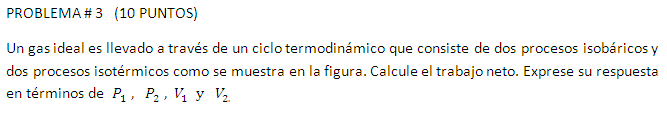 PROBLEMA # 3 (10 PUNTOS)
Un gas ideal es llevado a través de un ciclo termodinámico que consiste de dos procesos isobáricos y
dos procesos isotérmicos como se muestra en la figura. Calcule el trabajo neto. Exprese su respuesta
en términos de P₁ , P₂ , V₁ y V₂.